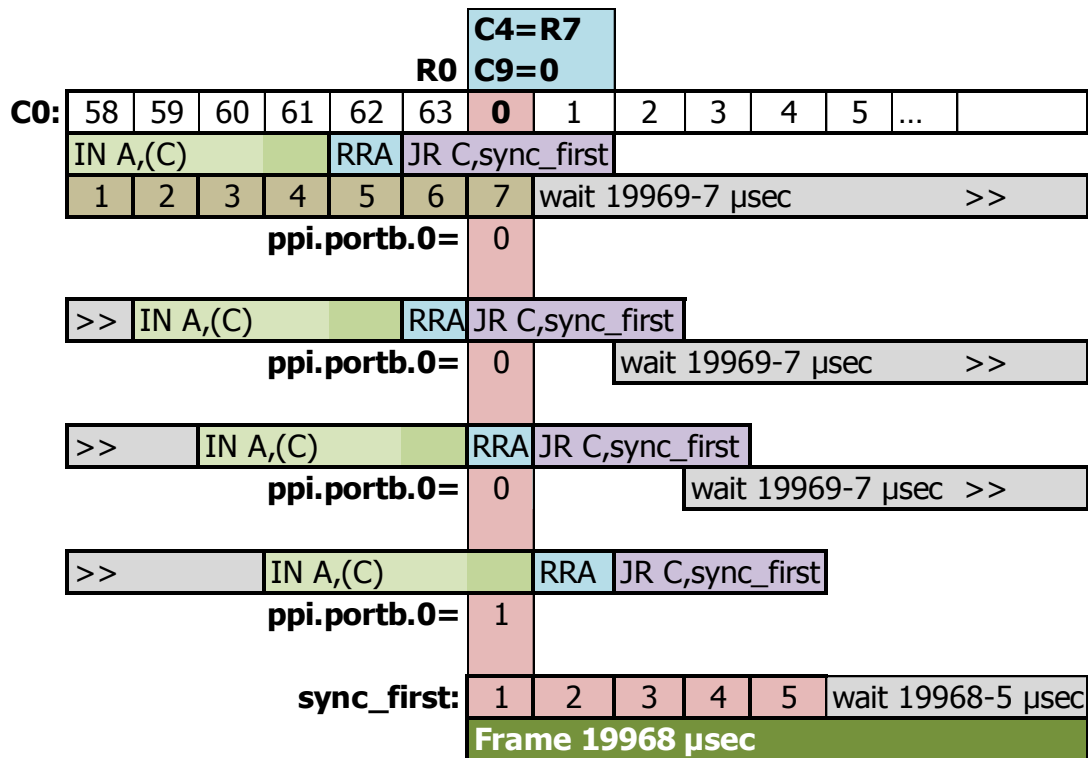 C4=R7
R0 C9=0
C0: 58 59 60 61 62 63 0 1 2 3 4 5 ...
IN A,(C) RRA JR C,sync_first
1 2 3 4 5 6 7 wait 19969-7 µsec >>
ppi.portb.0= 0
>> IN A,(C) RRA JR C,sync_first
ppi.portb.0= 0 wait 19969-7 µsec >>
>> IN A,(C) RRA JR C,sync_first
ppi.portb.0= 0 wait 19969-7 µsec >>
>> IN A,(C) RRA JR C,sync_first
ppi.portb.0= 1
sync_first: 1 2 3 4 5 wait 19968-5 µsec
Frame 19968 µsec